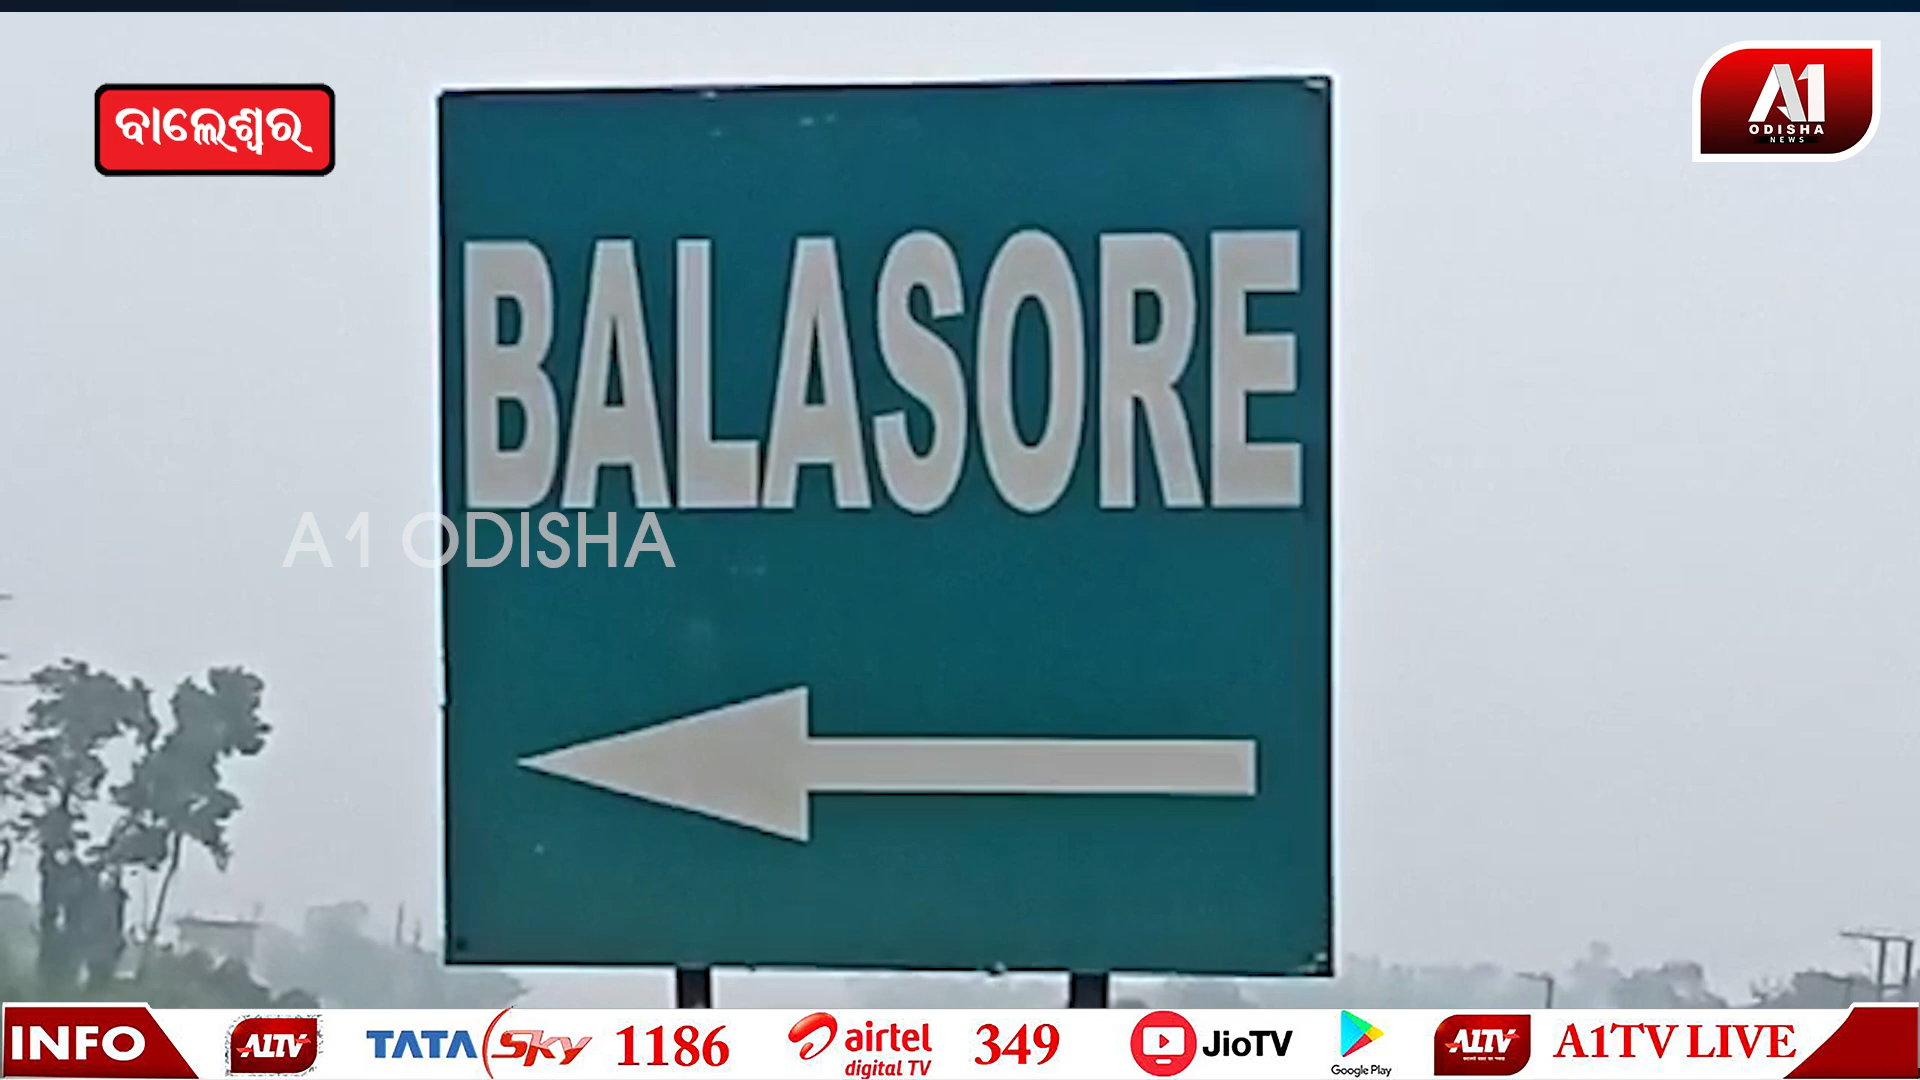 ବାଲେଶ୍ୱର
A1
ODISHA
NEWS
BALASORE
A1 ODISHA
INFO A1TV TATA Sky 1186 airtel digital TV 349 JioTV Google Play A1TV A1TV LIVE